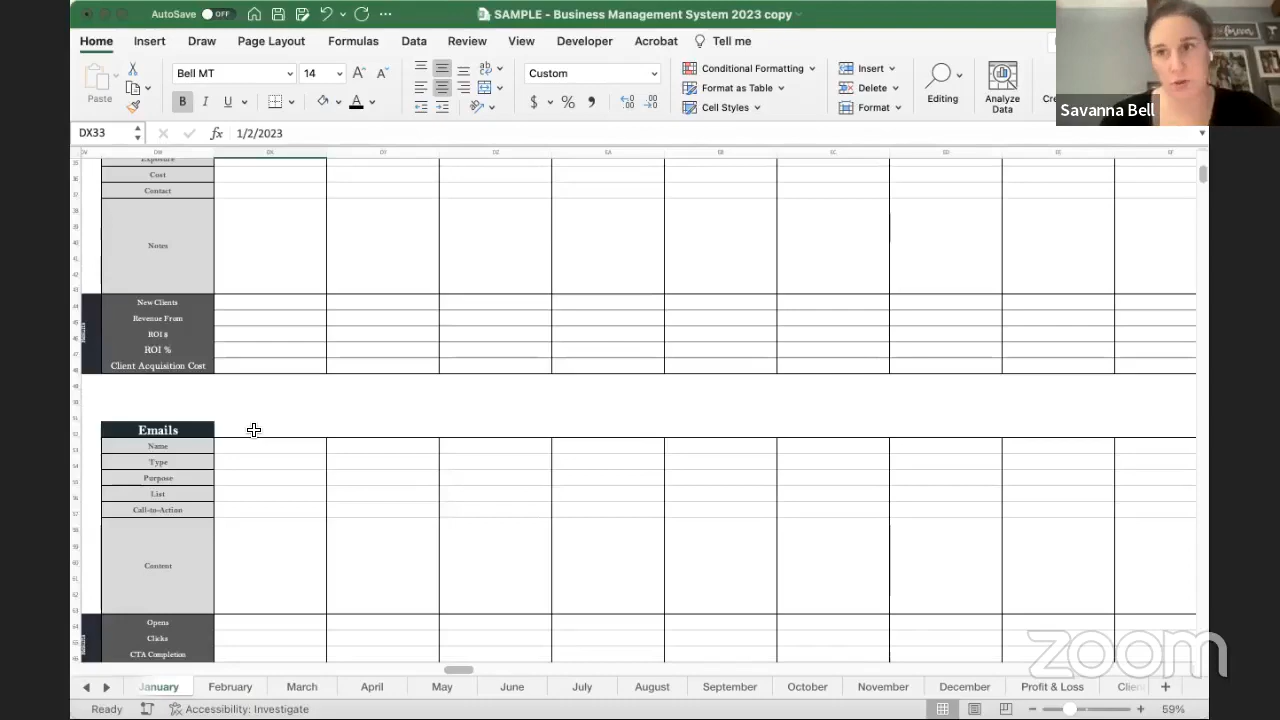 AutoSave OFF SAMPLE - Business Management System 2023 copy
Home Insert Draw Page Layout Formulas Data Review View Developer Acrobat Tell me
forever
Paste Bell MT 14 Custom Conditional Formatting Insert Editing Analyze Data
Format as Table Delete
B I U $ % Cell Styles Format
Savanna Bell
DX33 fx 1/2/2023
Exposure
Cost
Contact
Notes
New Clients
Revenue From
ROI $
ROI %
Client Acquisition Cost
Emails
Name
Type
Purpose
List
Call-to-Action
Content
Opens
Clicks
CTA Completion
zoom
January February March April May June July August September October November December Profit & Loss Clien
Ready Accessibility: Investigate 59%